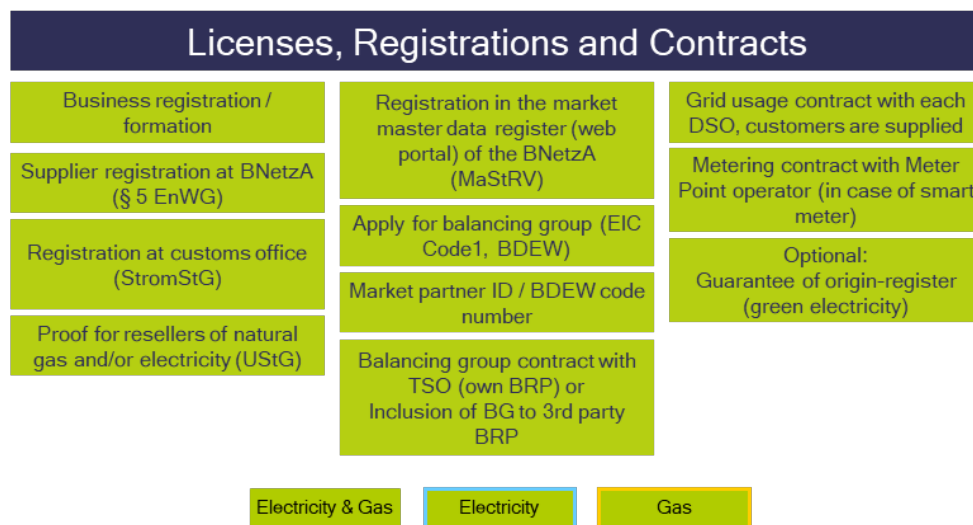 Licenses, Registrations and Contracts
Business registration /
formation
Supplier registration at BNetzA
(§ 5 EnWG)
Registration at customs office
(StromStG)
Proof for resellers of natural
gas and/or electricity (UStG)
Registration in the market
master data register (web
portal) of the BNetzA
(MaStRV)
Apply for balancing group (EIC
Code1, BDEW)
Market partner ID / BDEW code
number
Balancing group contract with
TSO (own BRP) or
Inclusion of BG to 3rd party
BRP
Grid usage contract with each
DSO, customers are supplied
Metering contract with Meter
Point operator (in case of smart
meter)
Optional:
Guarantee of origin-register
(green electricity)
Electricity & Gas
Electricity
Gas